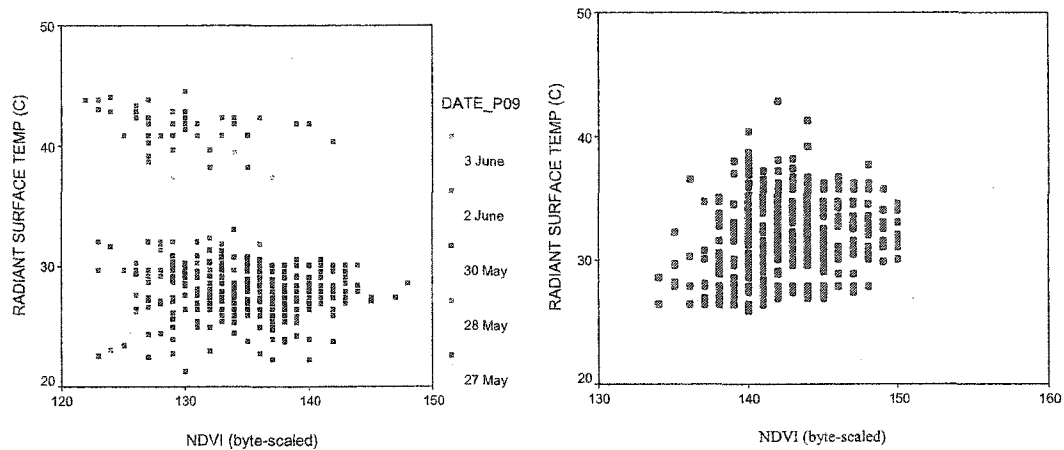 50
40
30
20
120
130
140
150
RADIANT SURFACE TEMP (C)
NDVI (byte-scaled)
DATE_P09
3 June
2 June
30 May
28 May
27 May
50
40
30
20
130
140
150
160
RADIANT SURFACE TEMP (C)
NDVI (byte-scaled)